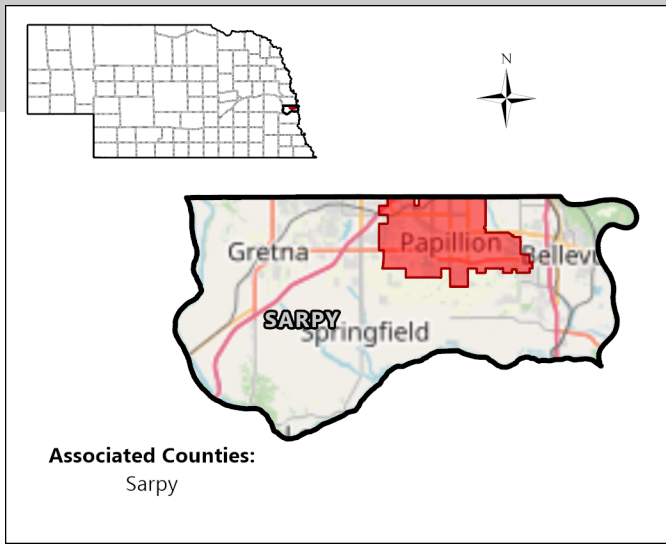 N
Gretna
Papillion
Bellevu
SARPY
Springfield
Associated Counties:
Sarpy